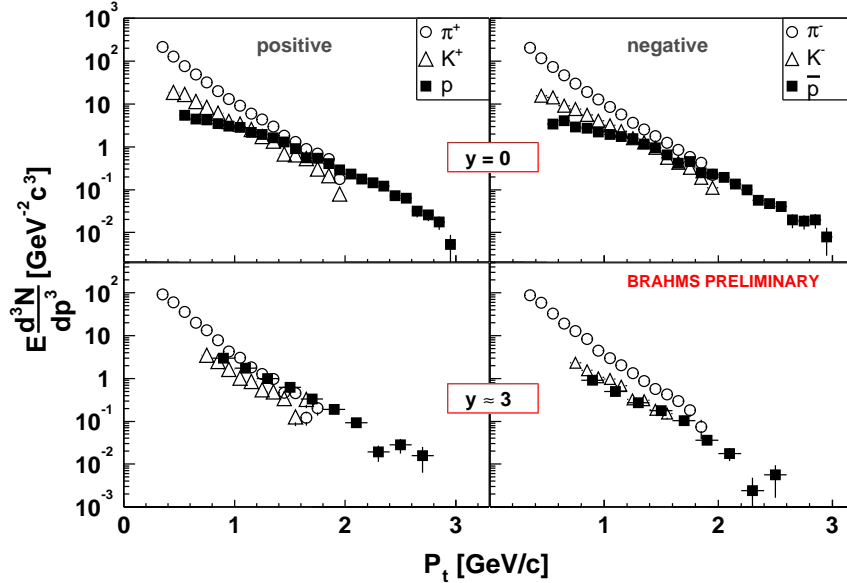 10³
10²
10
1
10⁻¹
10⁻²
positive
π⁺
K⁺
p
negative
π⁻
K⁻
p̅
y = 0
E d³N/dp³ [GeV⁻²c³]
10²
10
1
10⁻¹
10⁻²
10⁻³
BRAHMS PRELIMINARY
y ≈ 3
0 1 2 3 1 2 3
P_t [GeV/c]